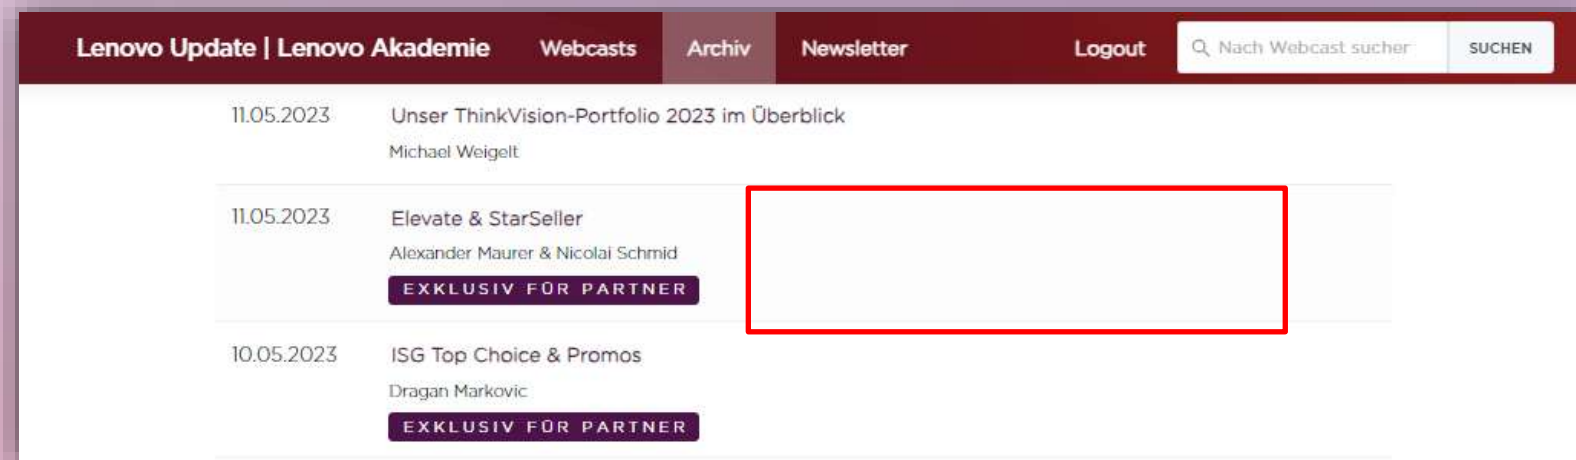 Lenovo Update | Lenovo Akademie Webcasts Archiv Newsletter Logout Nach Webcast sucher SUCHEN
11.05.2023 Unser ThinkVision-Portfolio 2023 im Überblick
Michael Weigelt
11.05.2023 Elevate & StarSeller
Alexander Maurer & Nicolai Schmid
EXKLUSIV FÜR PARTNER
10.05.2023 ISG Top Choice & Promos
Dragan Markovic
EXKLUSIV FÜR PARTNER